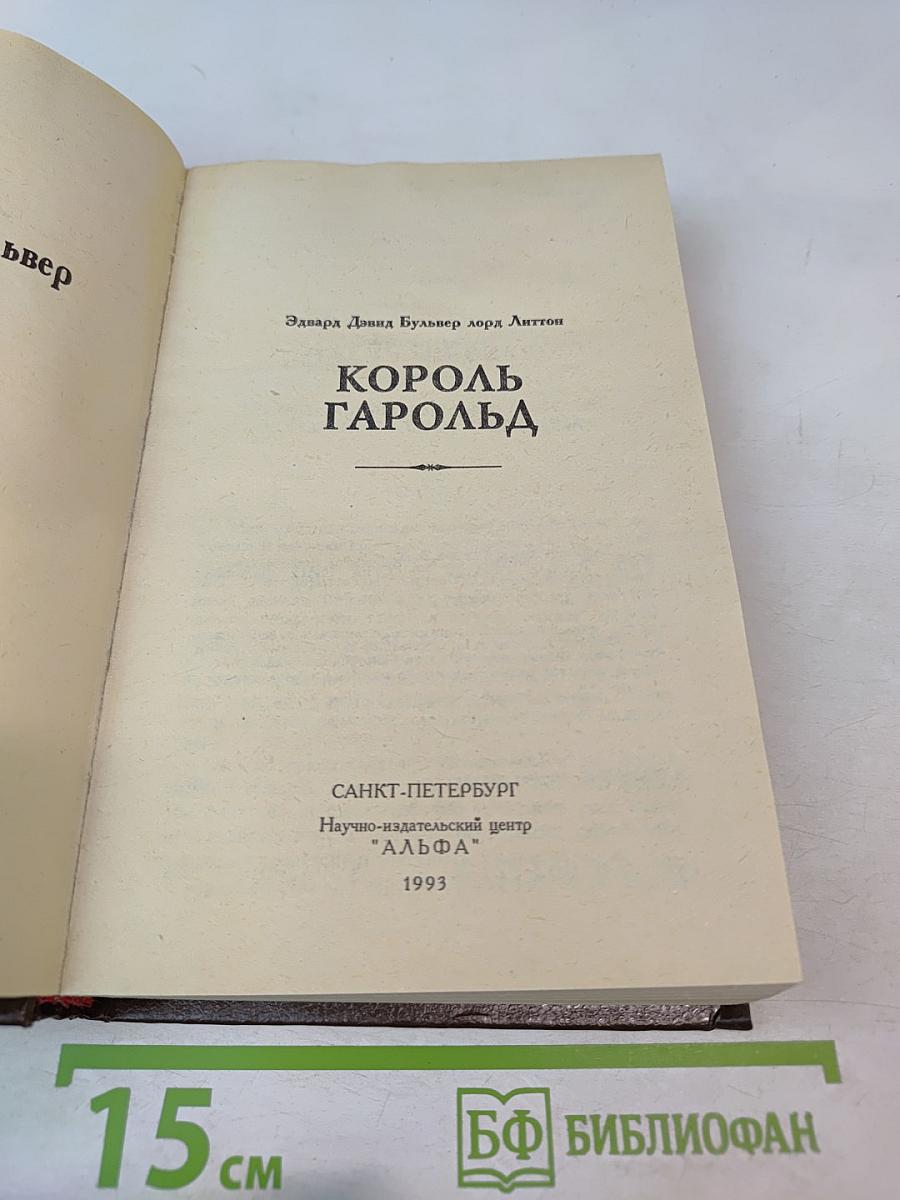 ьвер
Эдвард Дэвид Бульвер лорд Литтон
КОРОЛЬ
ГАРОЛЬД
САНКТ-ПЕТЕРБУРГ
Научно-издательский центр
"АЛЬФА"
1993
15 см
БФ БИБЛИОФАН